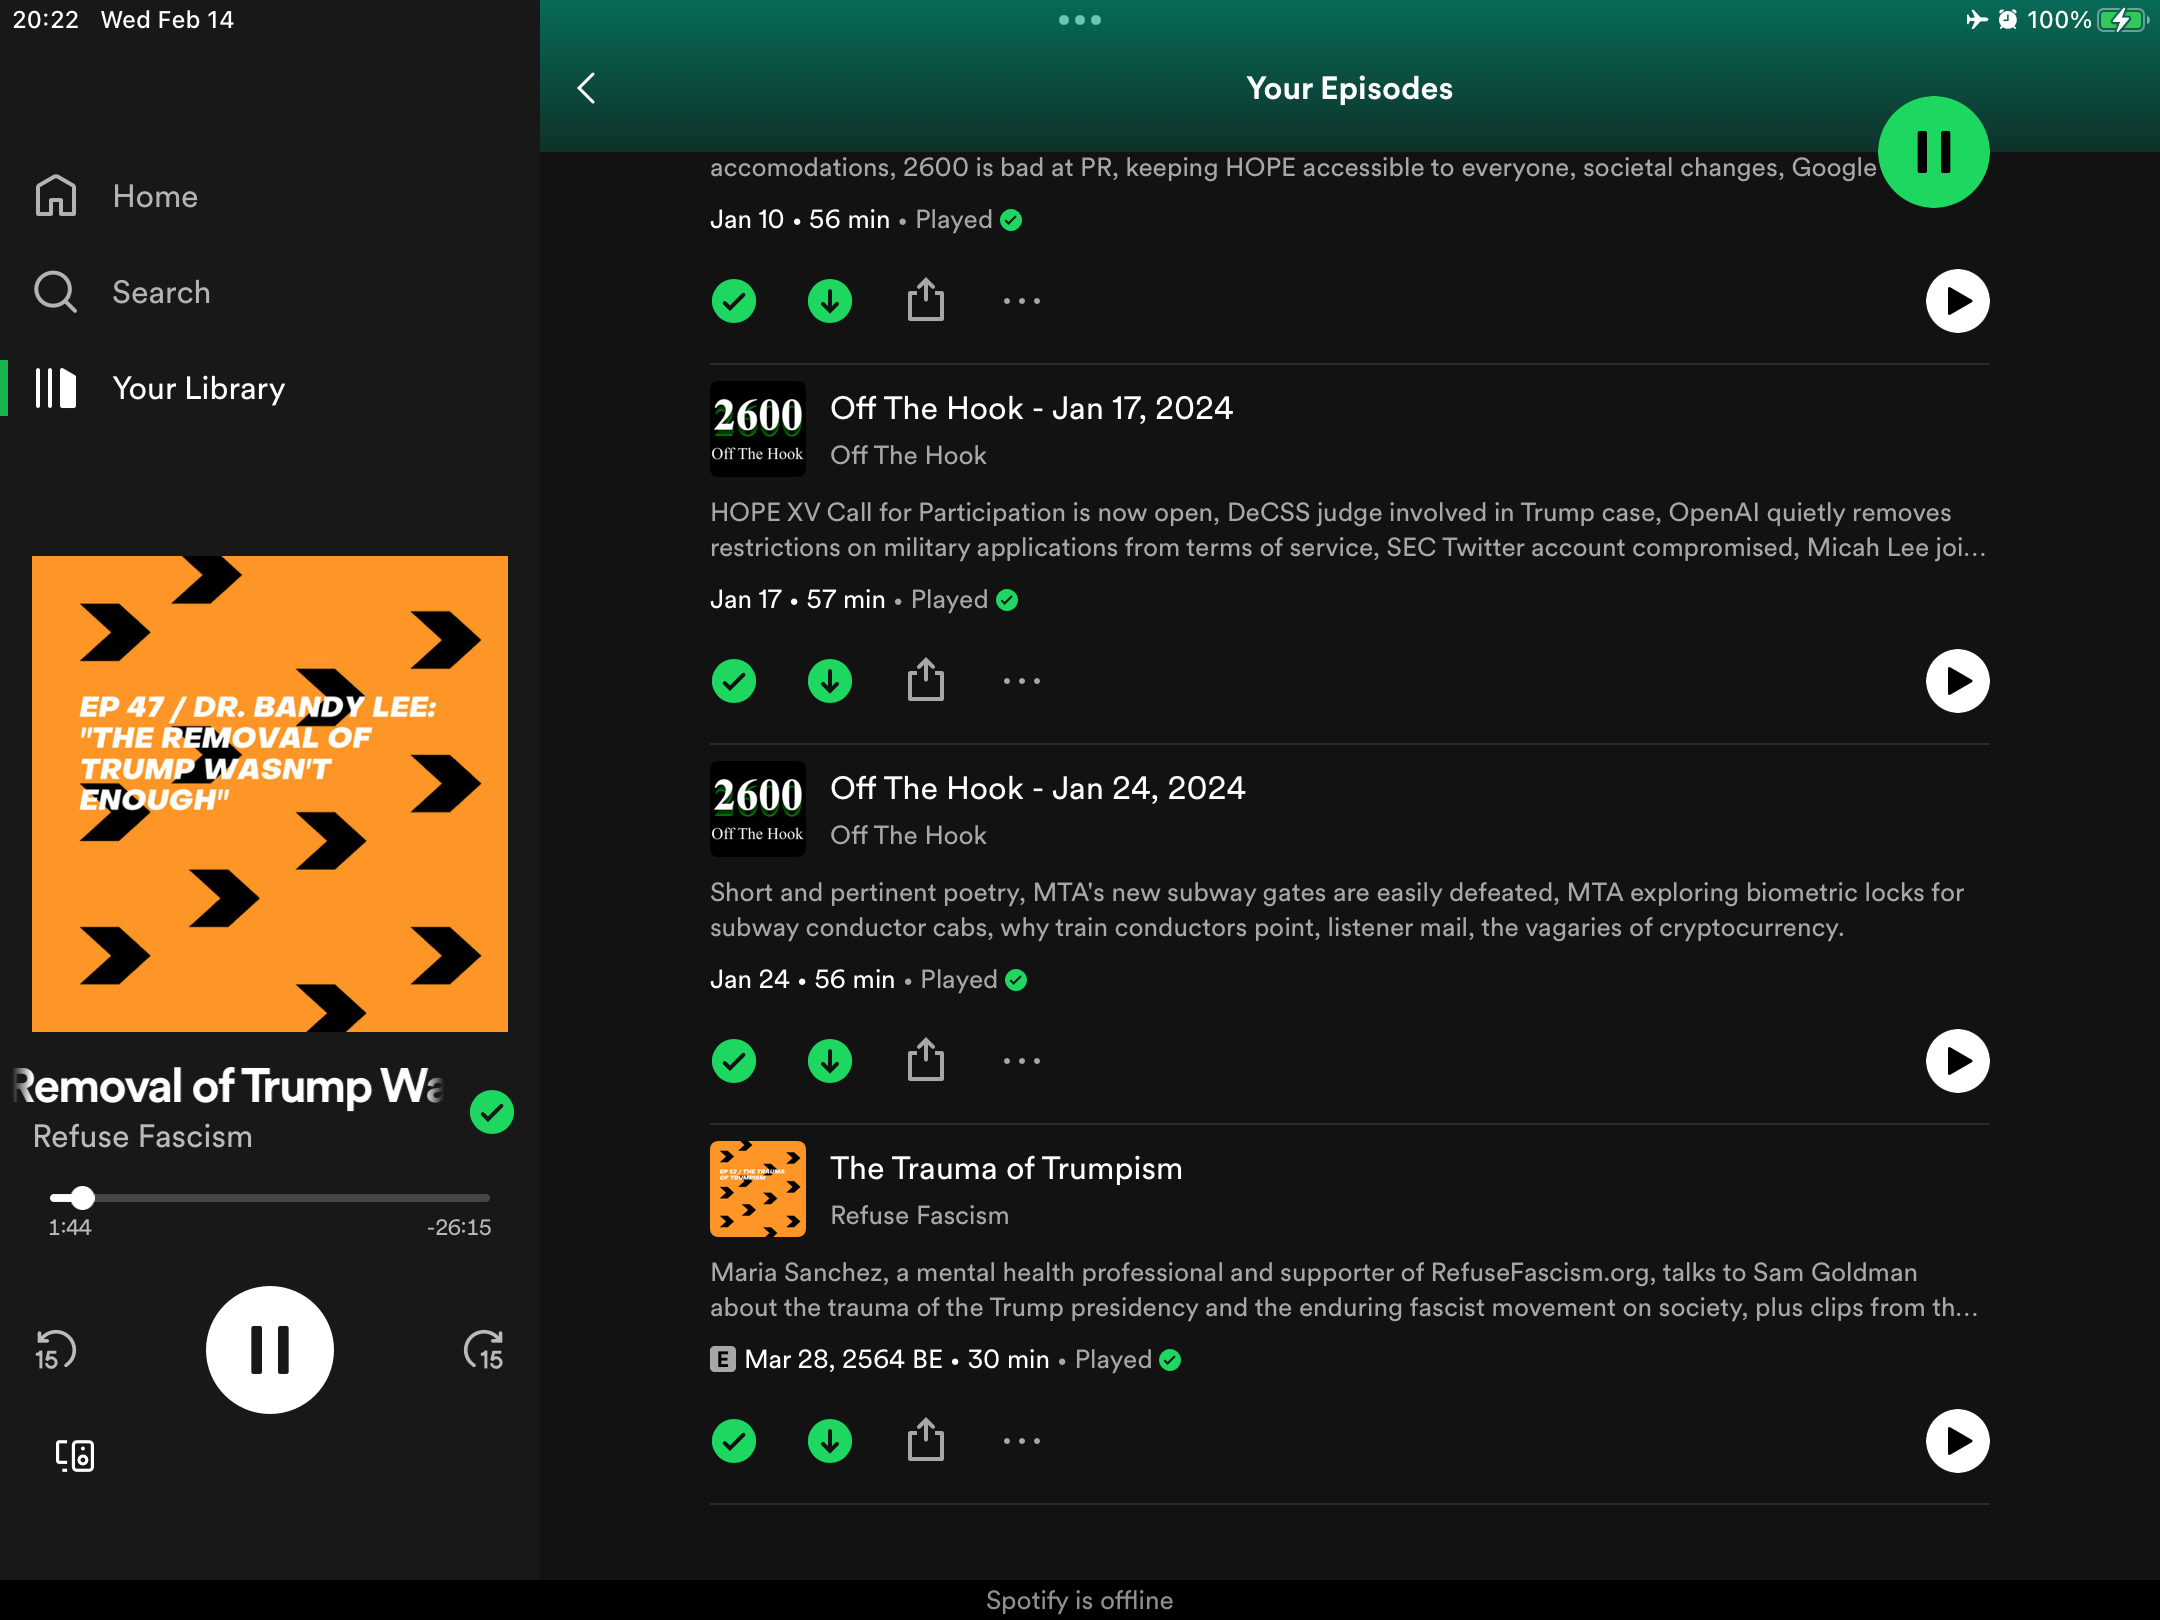 20:22 Wed Feb 14
100%
Home
Search
Your Library
EP 47 / DR. BANDY LEE:
"THE REMOVAL OF
TRUMP WASN'T
ENOUGH"
Removal of Trump Wa
Refuse Fascism
1:44 -26:15
15 15
Your Episodes
accomodations, 2600 is bad at PR, keeping HOPE accessible to everyone, societal changes, Google
Jan 10 • 56 min • Played
2600
Off The Hook
Off The Hook - Jan 17, 2024
Off The Hook
HOPE XV Call for Participation is now open, DeCSS judge involved in Trump case, OpenAI quietly removes
restrictions on military applications from terms of service, SEC Twitter account compromised, Micah Lee joi...
Jan 17 • 57 min • Played
2600
Off The Hook
Off The Hook - Jan 24, 2024
Off The Hook
Short and pertinent poetry, MTA's new subway gates are easily defeated, MTA exploring biometric locks for
subway conductor cabs, why train conductors point, listener mail, the vagaries of cryptocurrency.
Jan 24 • 56 min • Played
EP 52 / THE TRAUMA
OF TRUMPISM
The Trauma of Trumpism
Refuse Fascism
Maria Sanchez, a mental health professional and supporter of RefuseFascism.org, talks to Sam Goldman
about the trauma of the Trump presidency and the enduring fascist movement on society, plus clips from th...
E Mar 28, 2564 BE • 30 min • Played
Spotify is offline